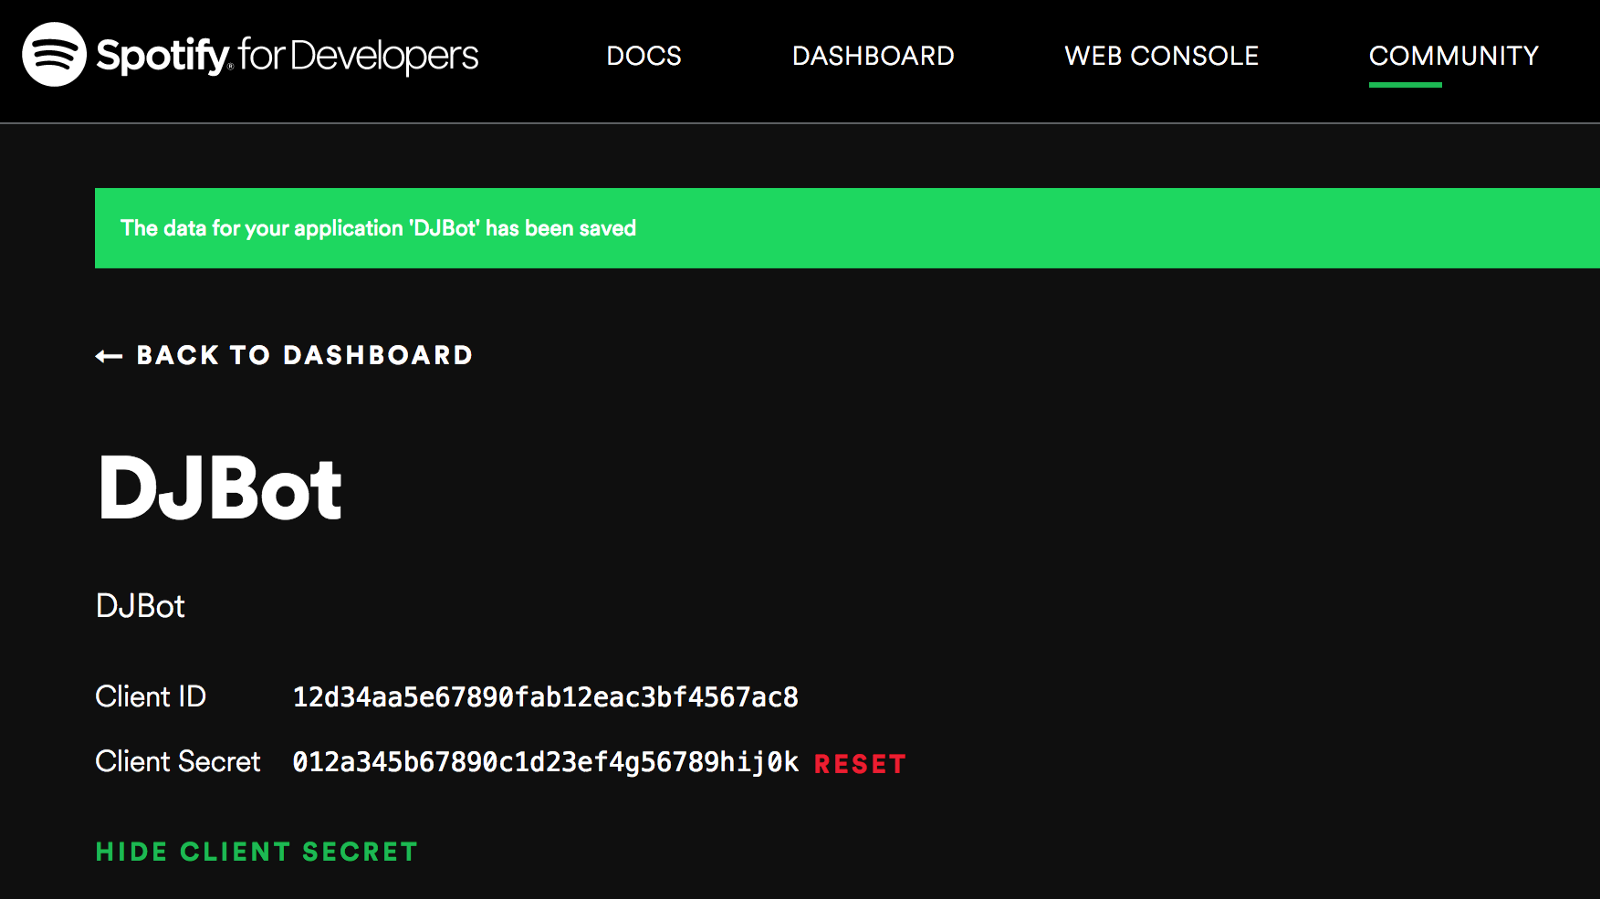 Spotify® for Developers DOCS DASHBOARD WEB CONSOLE COMMUNITY
The data for your application 'DJBot' has been saved
← BACK TO DASHBOARD
DJBot
DJBot
Client ID 12d34aa5e67890fab12eac3bf4567ac8
Client Secret 012a345b67890c1d23ef4g56789hij0k RESET
HIDE CLIENT SECRET